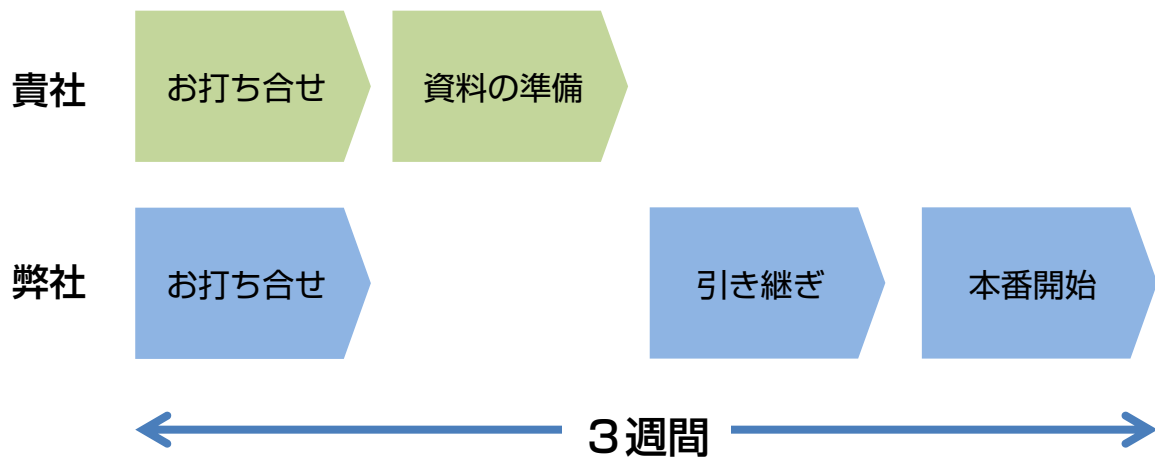 貴社
お打ち合せ
資料の準備
弊社
お打ち合せ
引き継ぎ
本番開始
３週間